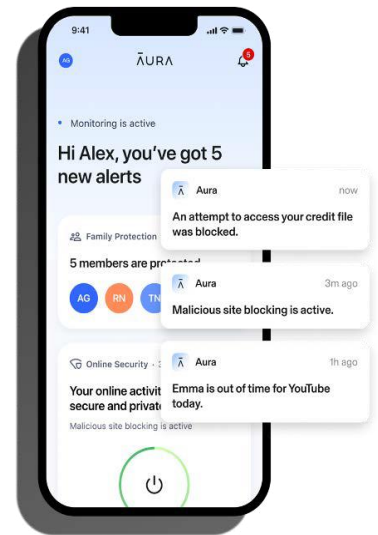 9:41
AG
ĀURA
5
Monitoring is active
Hi Alex, you’ve got 5
new alerts
Aura
now
An attempt to access your credit file
was blocked.
Family Protection
5 members are protected
AG
RN
TN
Aura
3m ago
Malicious site blocking is active.
Online Security
Aura
1h ago
Emma is out of time for YouTube
today.
Your online activit
secure and private
Malicious site blocking is active